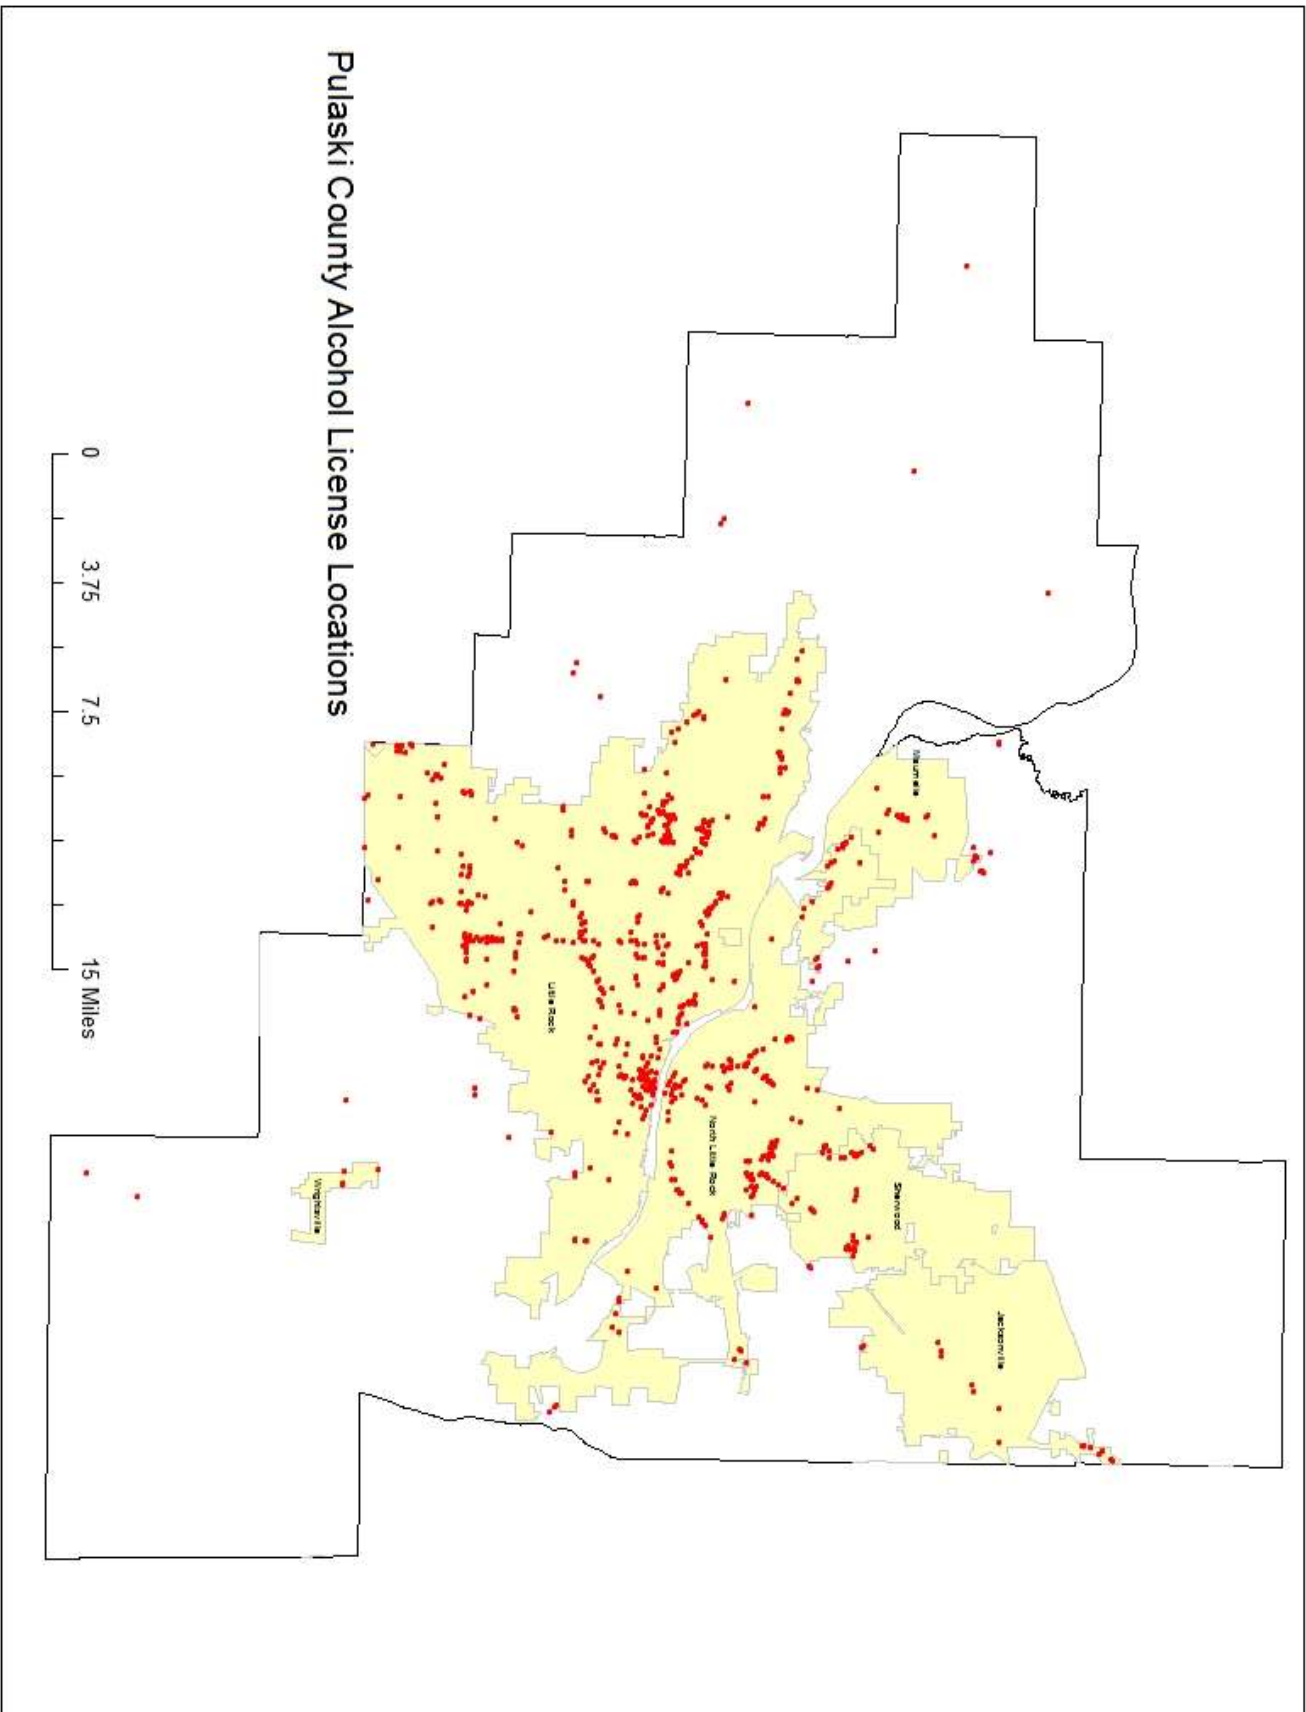 Maumelle
Jacksonville
Sherwood
North Little Rock
Little Rock
Wrightsville
Pulaski County Alcohol License Locations
0 3.75 7.5 15 Miles